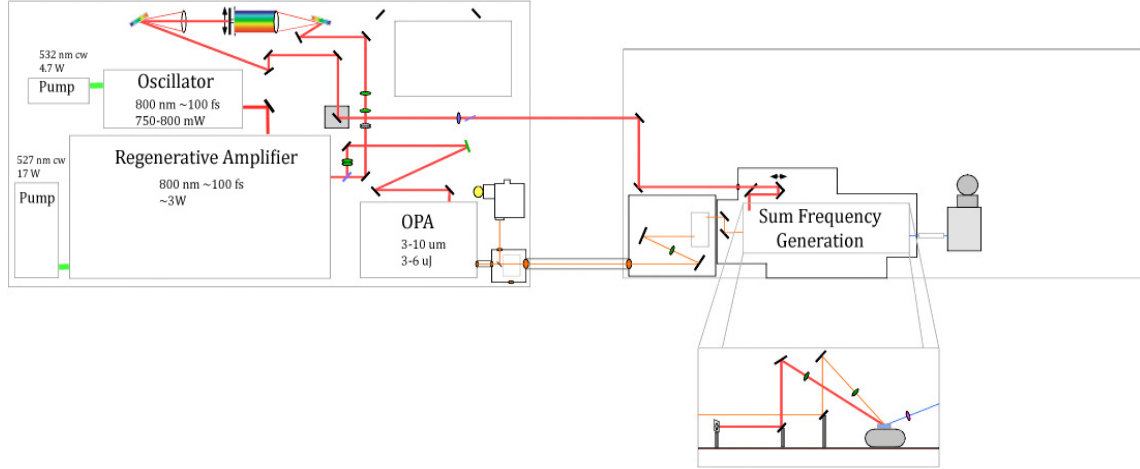 532 nm cw
4.7 W
Pump
Oscillator
800 nm ~100 fs
750-800 mW
Regenerative Amplifier
800 nm ~100 fs
~3W
527 nm cw
17 W
Pump
OPA
3-10 um
3-6 uJ
Sum Frequency
Generation